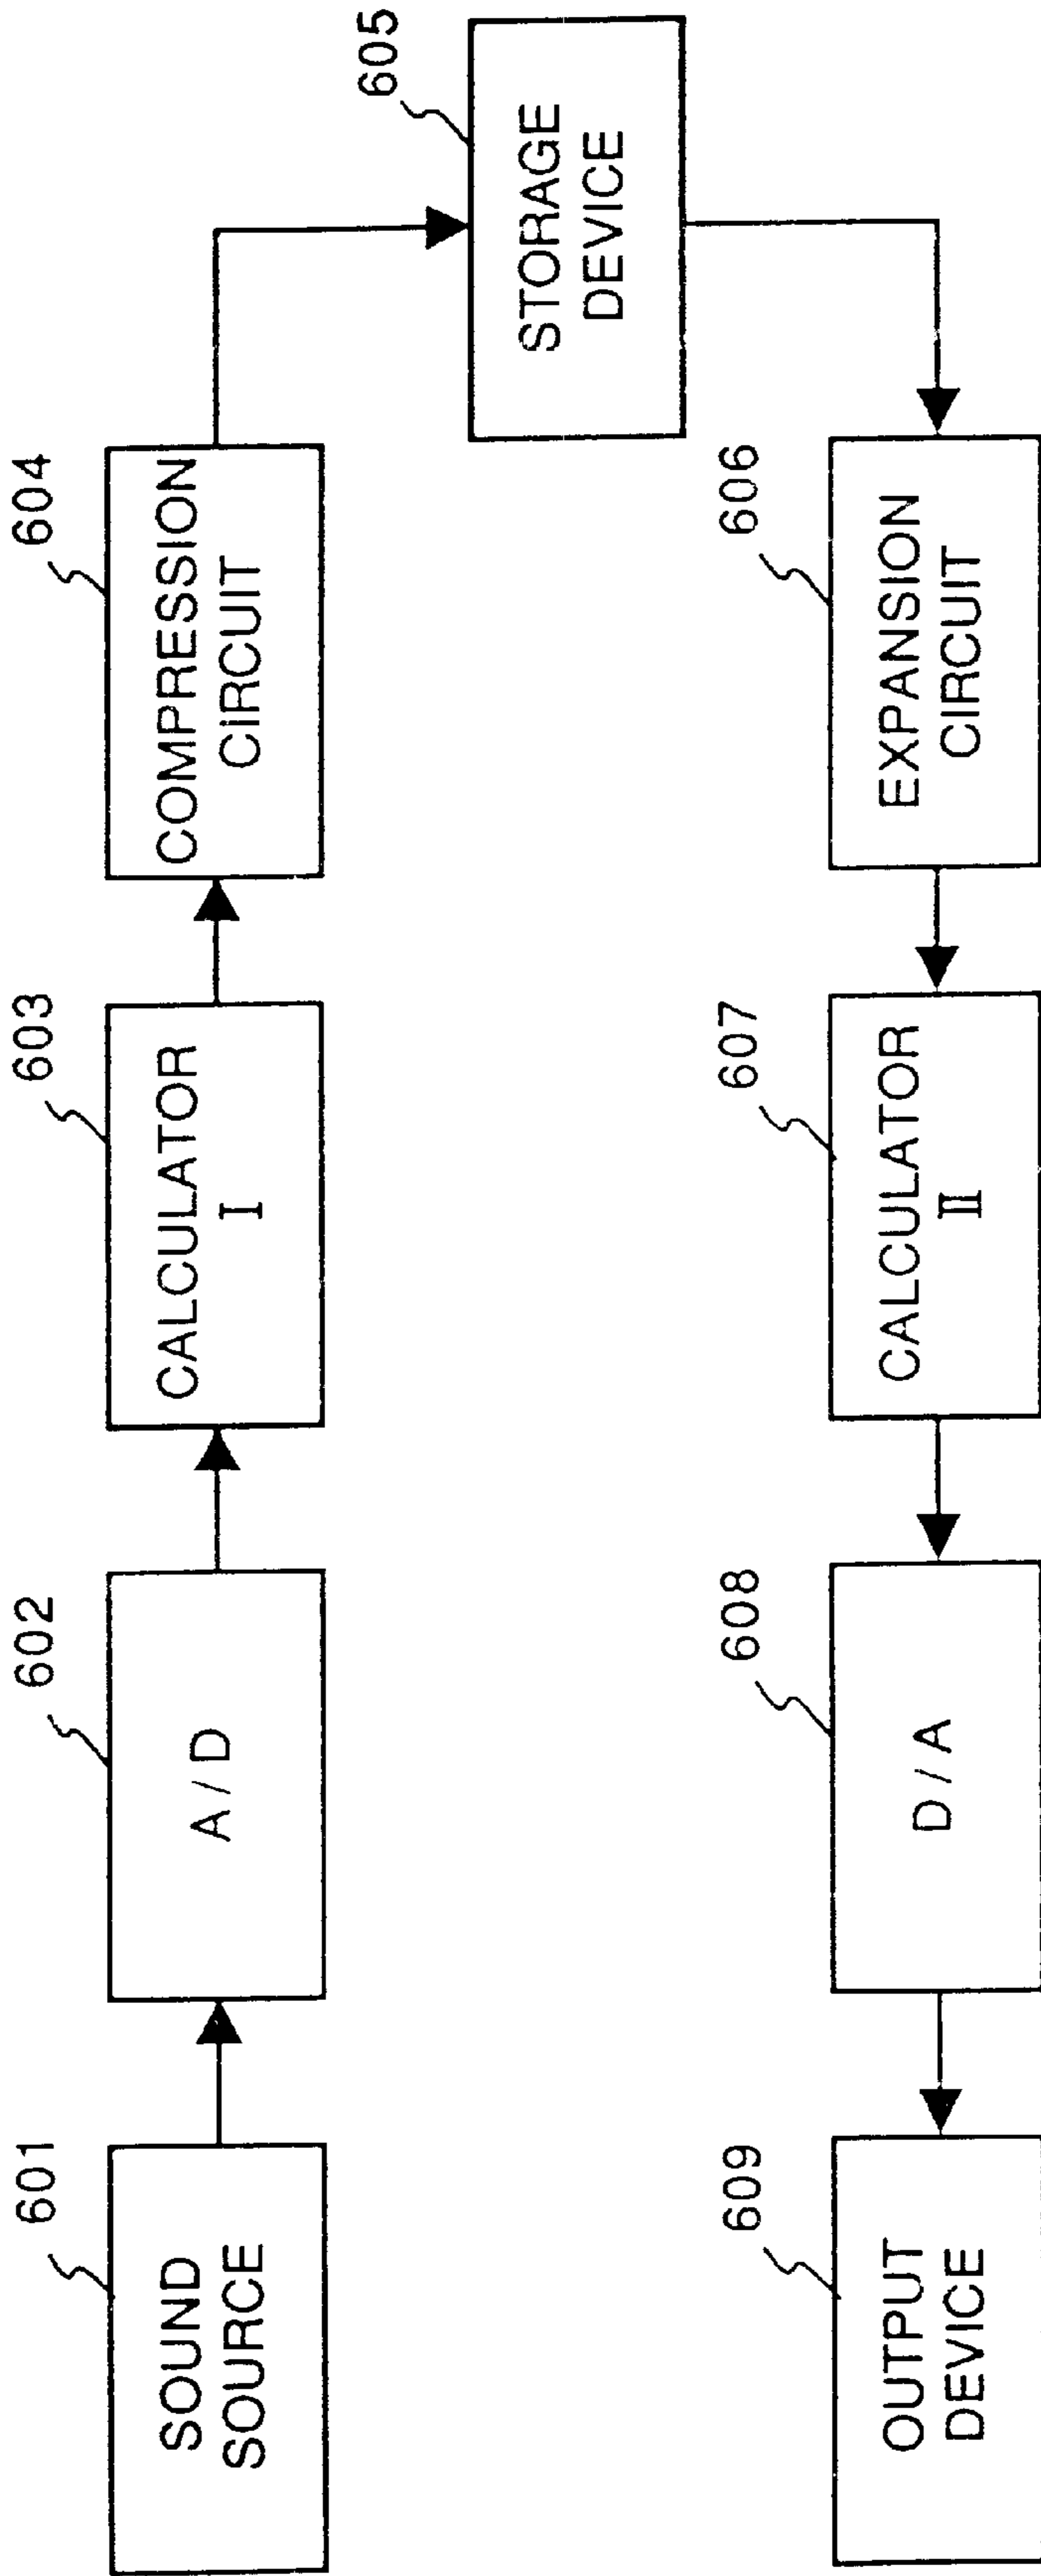 601
SOUND
SOURCE
602
A / D
603
CALCULATOR
I
604
COMPRESSION
CIRCUIT
605
STORAGE
DEVICE
606
EXPANSION
CIRCUIT
607
CALCULATOR
II
608
D / A
609
OUTPUT
DEVICE